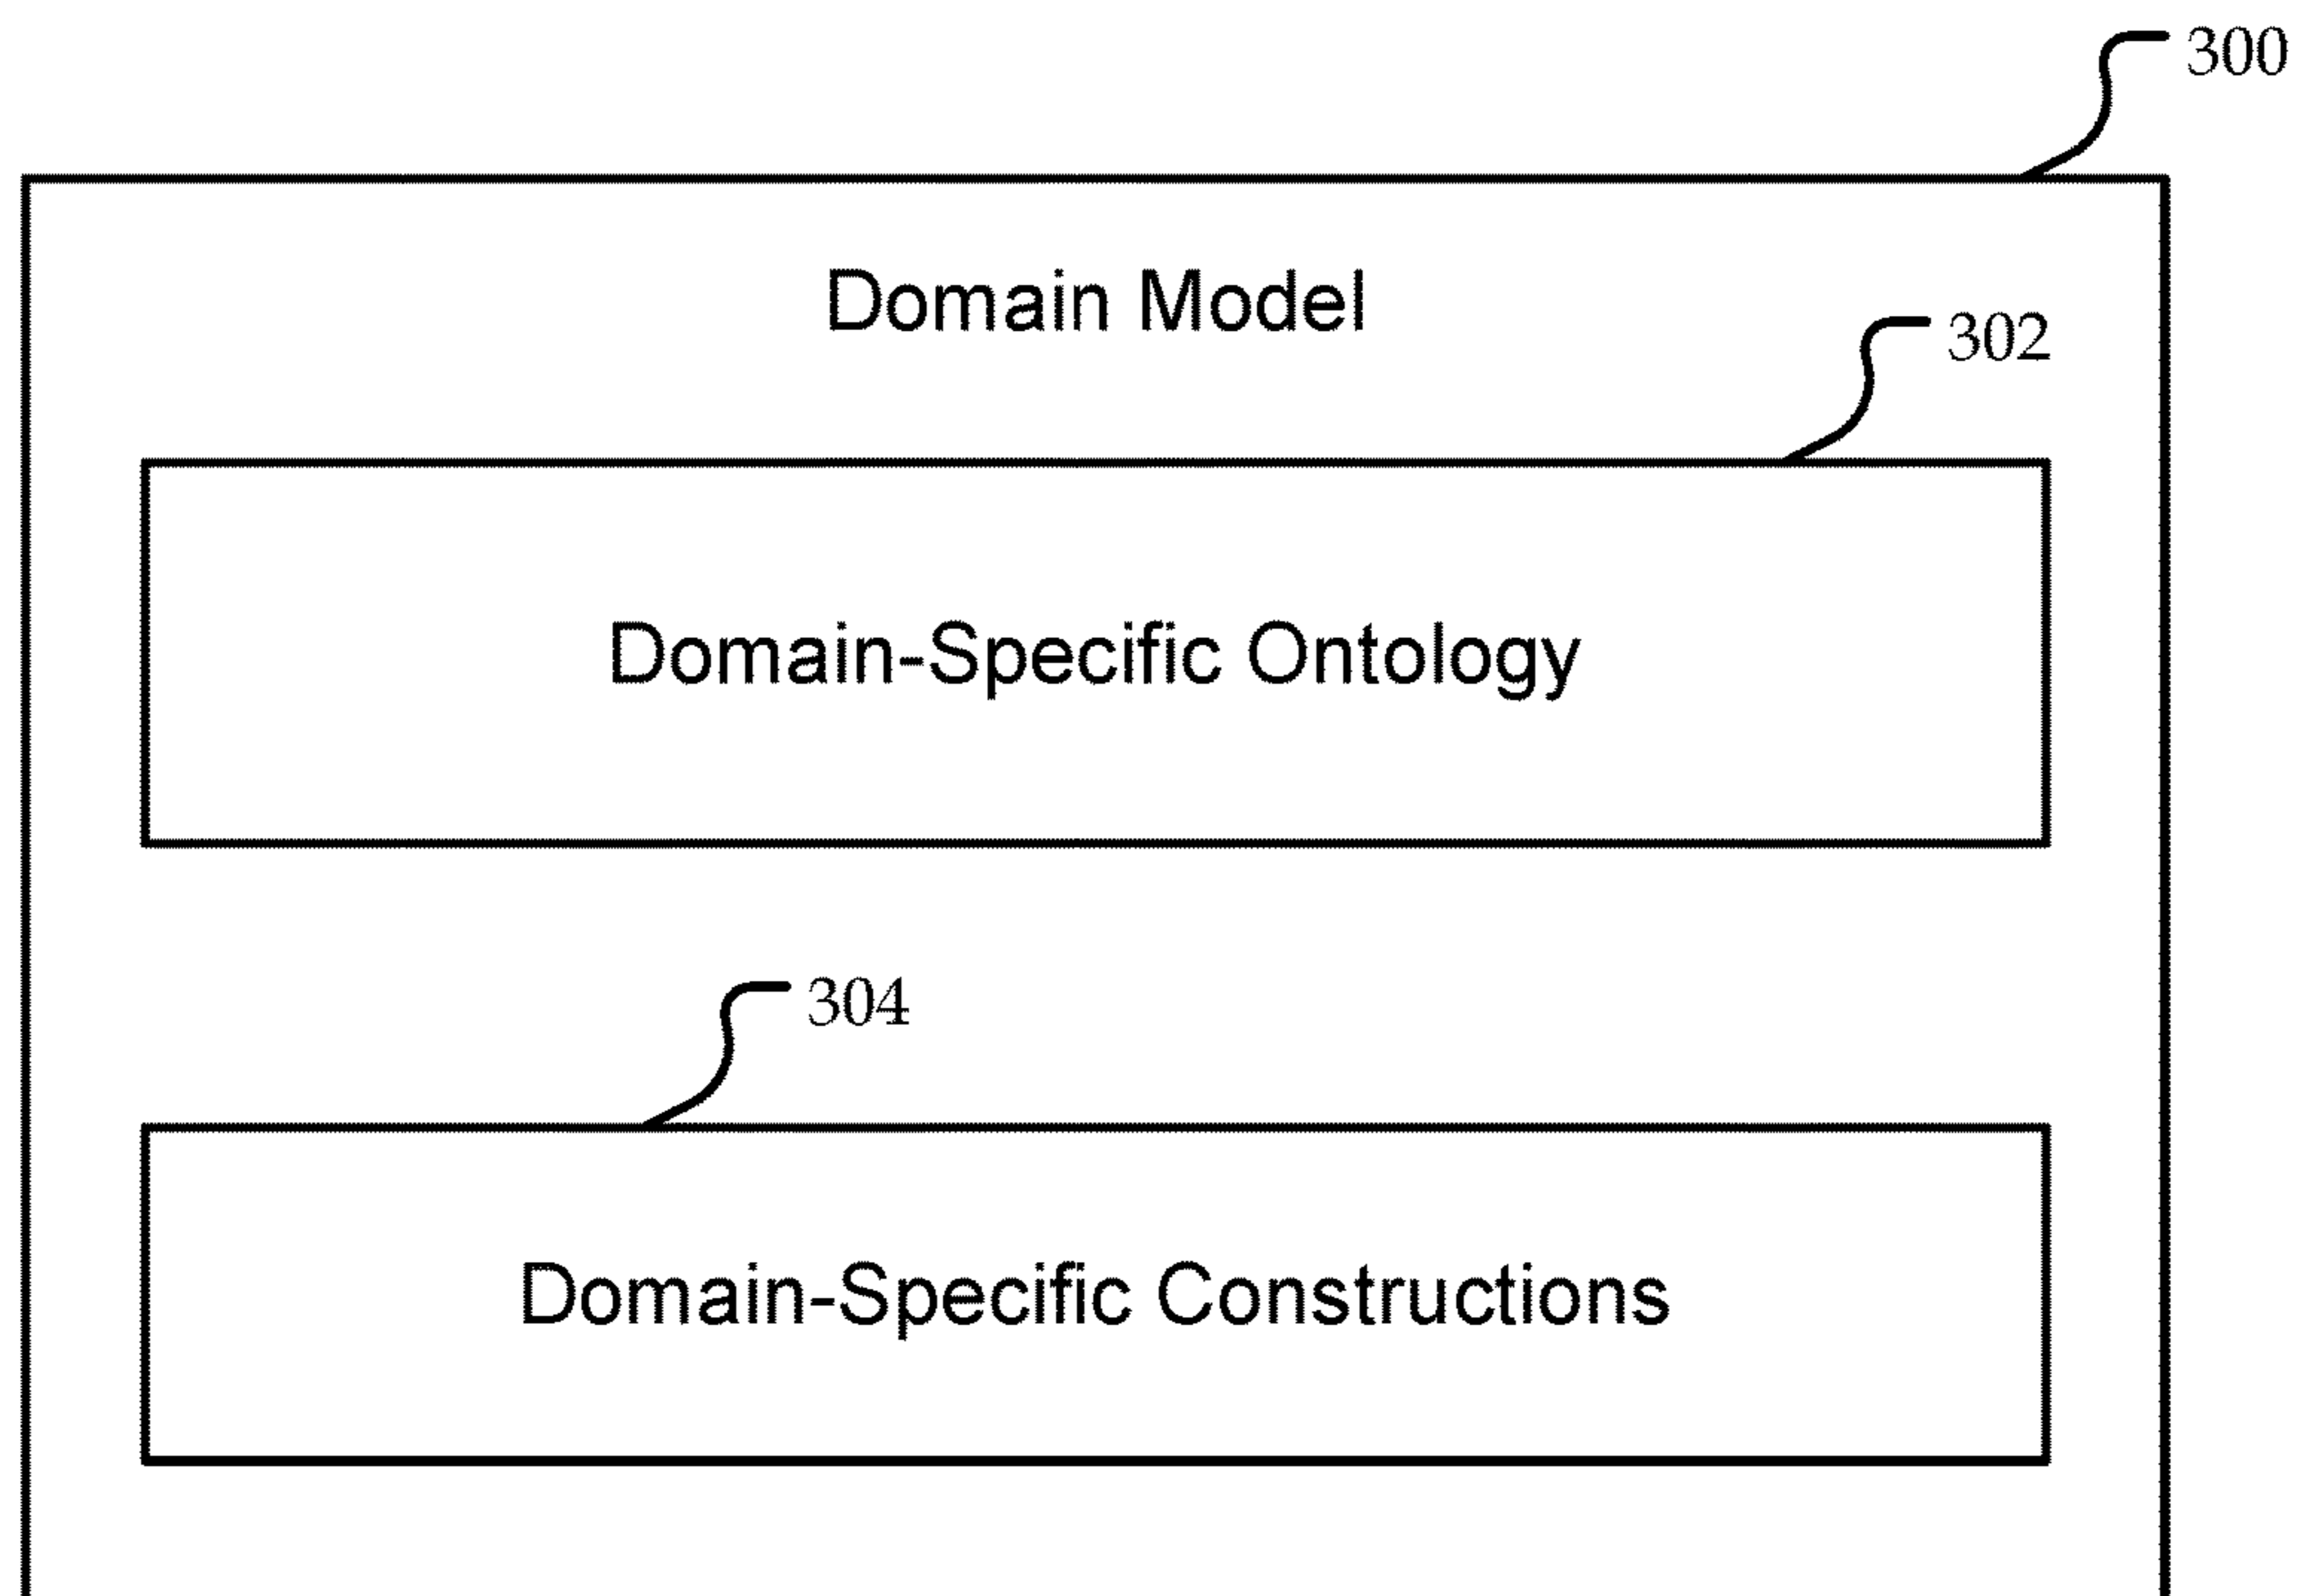 300
Domain Model
302
Domain-Specific Ontology
304
Domain-Specific Constructions